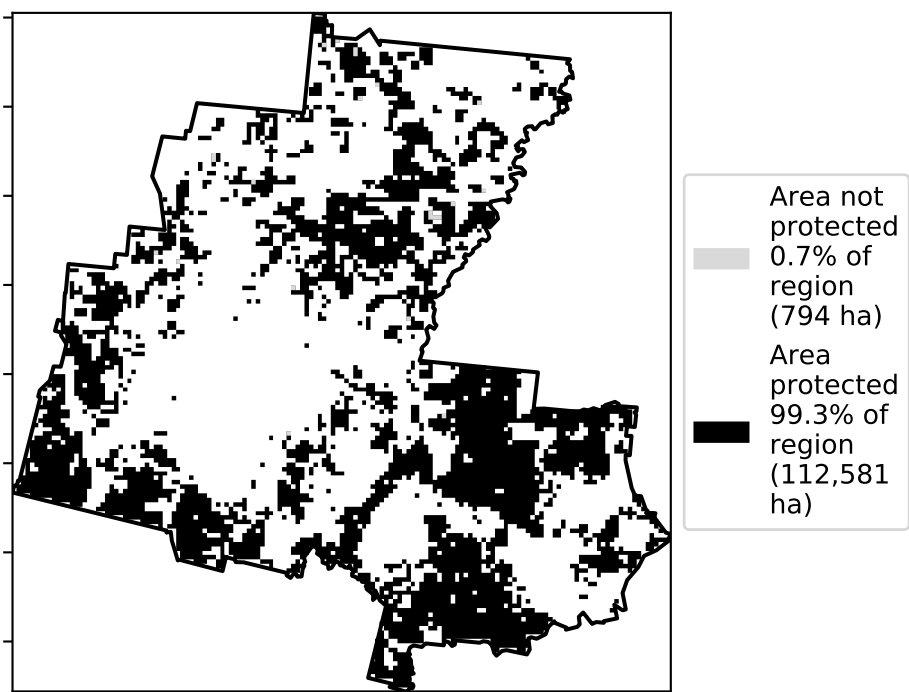 Area not
protected
0.7% of
region
(794 ha)
Area
protected
99.3% of
region
(112,581
ha)